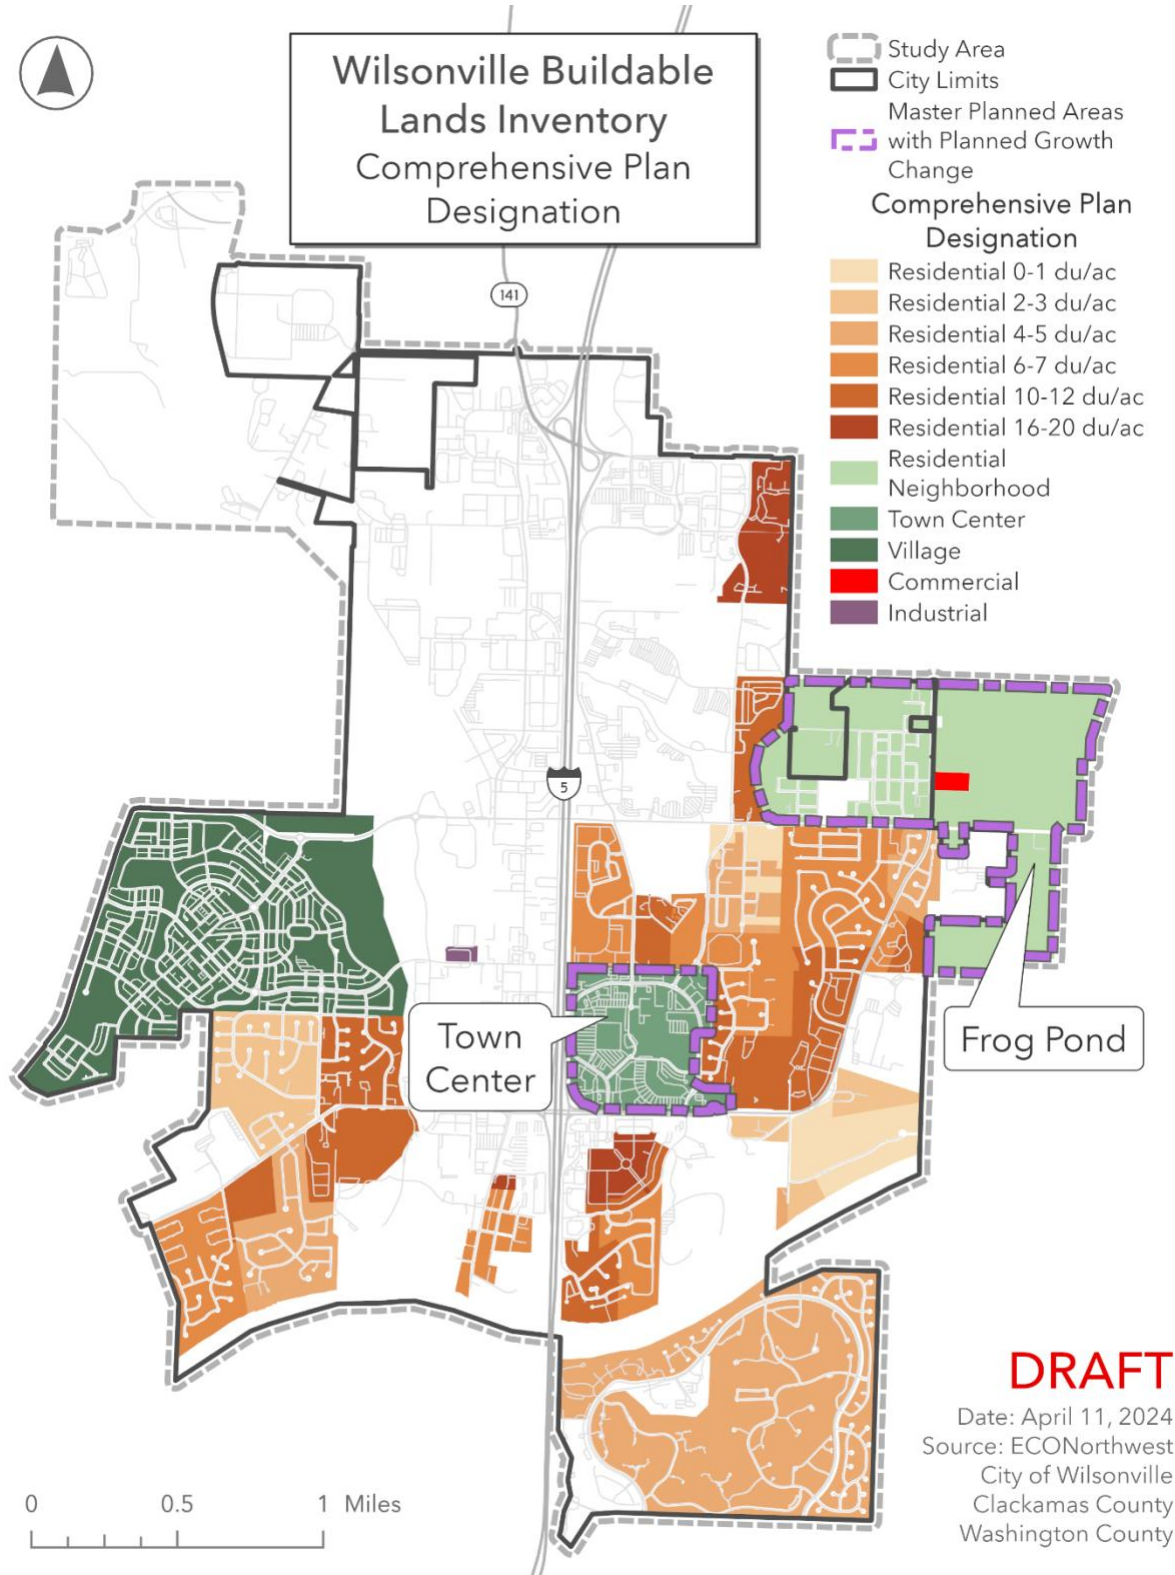 Wilsonville Buildable
Lands Inventory
Comprehensive Plan
Designation
Study Area
City Limits
Master Planned Areas
with Planned Growth
Change
Comprehensive Plan
Designation
Residential 0-1 du/ac
Residential 2-3 du/ac
Residential 4-5 du/ac
Residential 6-7 du/ac
Residential 10-12 du/ac
Residential 16-20 du/ac
Residential
Neighborhood
Town Center
Village
Commercial
Industrial
141
5
Town
Center
Frog Pond
DRAFT
Date: April 11, 2024
Source: ECONorthwest
City of Wilsonville
Clackamas County
Washington County
0 0.5 1 Miles